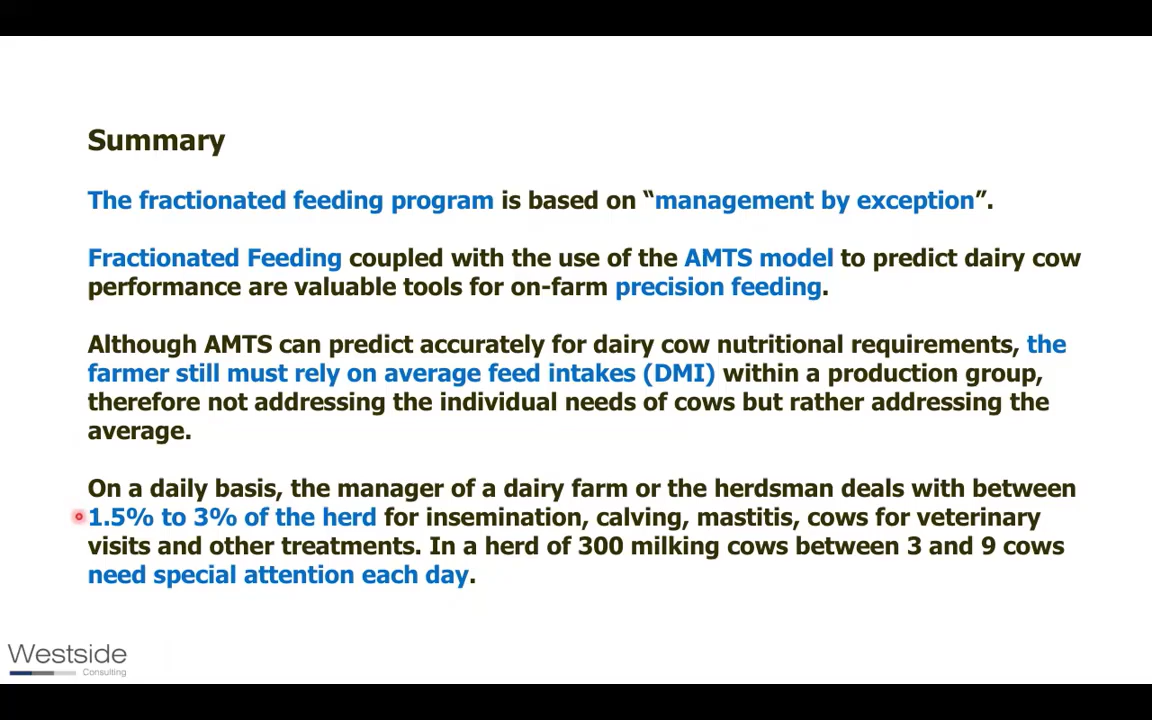 Summary
The fractionated feeding program is based on “management by exception”.
Fractionated Feeding coupled with the use of the AMTS model to predict dairy cow
performance are valuable tools for on-farm precision feeding.
Although AMTS can predict accurately for dairy cow nutritional requirements, the
farmer still must rely on average feed intakes (DMI) within a production group,
therefore not addressing the individual needs of cows but rather addressing the
average.
On a daily basis, the manager of a dairy farm or the herdsman deals with between
1.5% to 3% of the herd for insemination, calving, mastitis, cows for veterinary
visits and other treatments. In a herd of 300 milking cows between 3 and 9 cows
need special attention each day.
Westside
Consulting